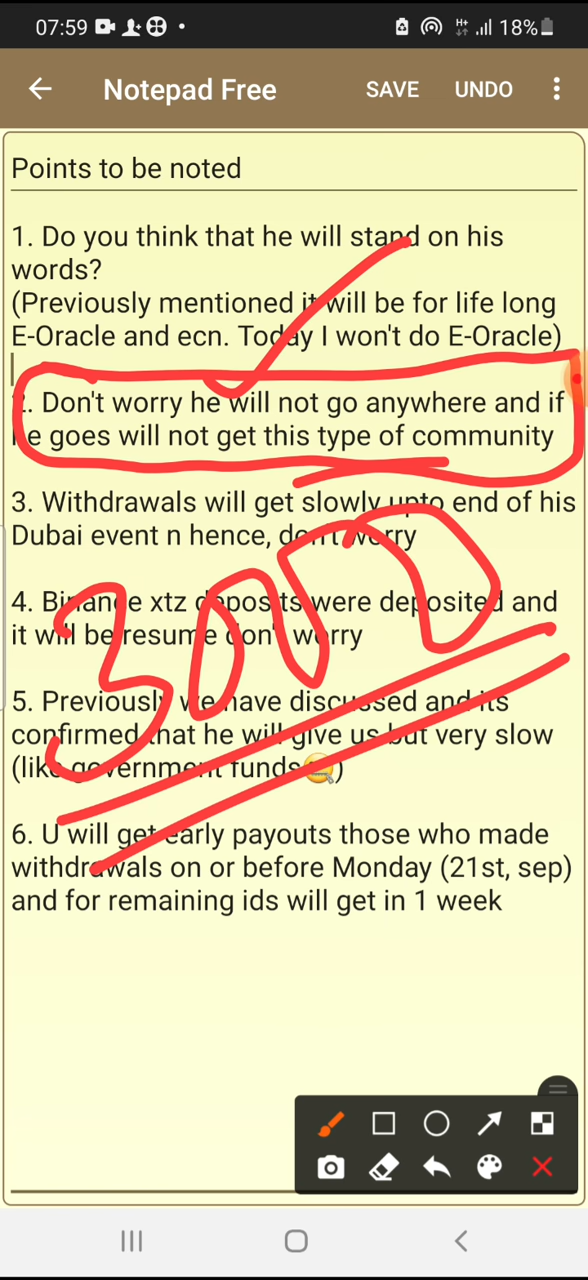 07:59
18%
Notepad Free SAVE UNDO
Points to be noted
1. Do you think that he will stand on his
words?
(Previously mentioned it will be for life long
E-Oracle and ecn. Today I won't do E-Oracle)
2. Don't worry he will not go anywhere and if
he goes will not get this type of community
3. Withdrawals will get slowly upto end of his
Dubai event n hence, don't worry
4. Binance xtz deposits were deposited and
it will be resume don't worry
5. Previously we have discussed and its
confirmed that he will give us but very slow
(like government funds🤐)
6. U will get early payouts those who made
withdrawals on or before Monday (21st, sep)
and for remaining ids will get in 1 week